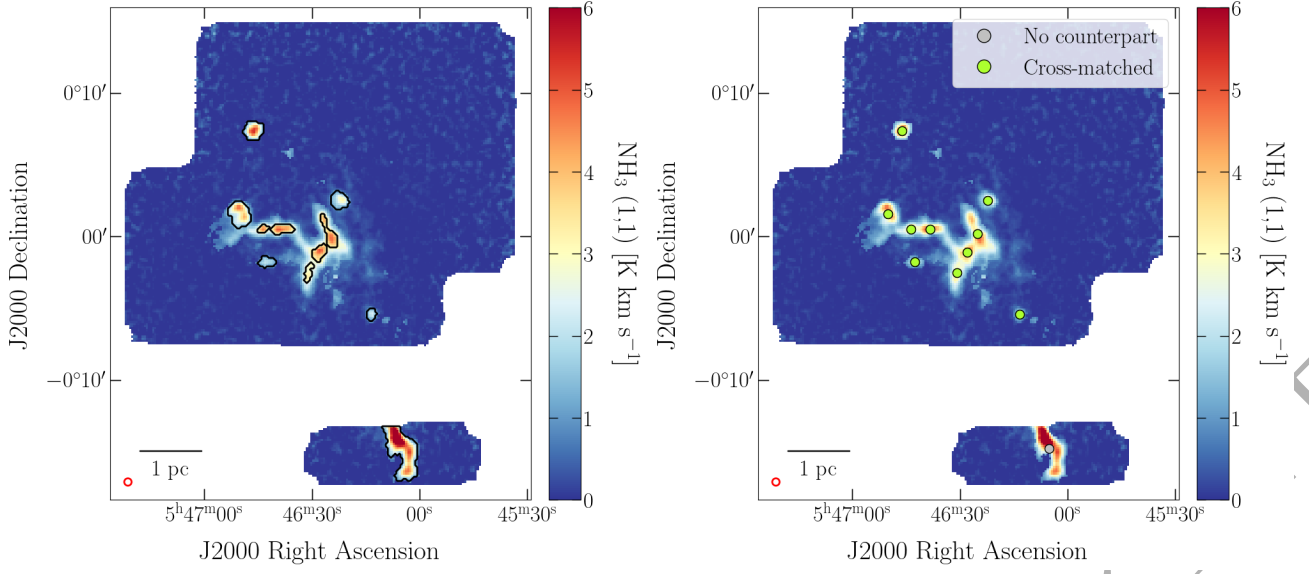 0°10′
00′
−0°10′
J2000 Declination
1 pc
5ʰ47ᵐ00ˢ 46ᵐ30ˢ 00ˢ 45ᵐ30ˢ
J2000 Right Ascension
6
5
4
3
2
1
0
NH₃ (1,1) [K km s⁻¹]
No counterpart
Cross-matched
0°10′
00′
−0°10′
J2000 Declination
1 pc
5ʰ47ᵐ00ˢ 46ᵐ30ˢ 00ˢ 45ᵐ30ˢ
J2000 Right Ascension
6
5
4
3
2
1
0
NH₃ (1,1) [K km s⁻¹]